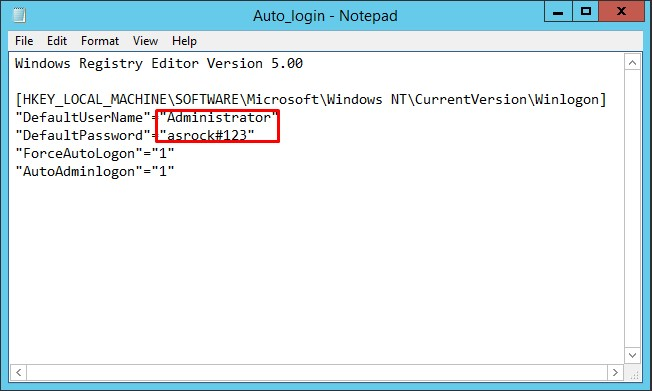 Auto_login - Notepad
File Edit Format View Help
Windows Registry Editor Version 5.00
[HKEY_LOCAL_MACHINE\SOFTWARE\Microsoft\Windows NT\CurrentVersion\Winlogon]
"DefaultUserName"="Administrator"
"DefaultPassword"="asrock#123"
"ForceAutoLogon"="1"
"AutoAdminlogon"="1"